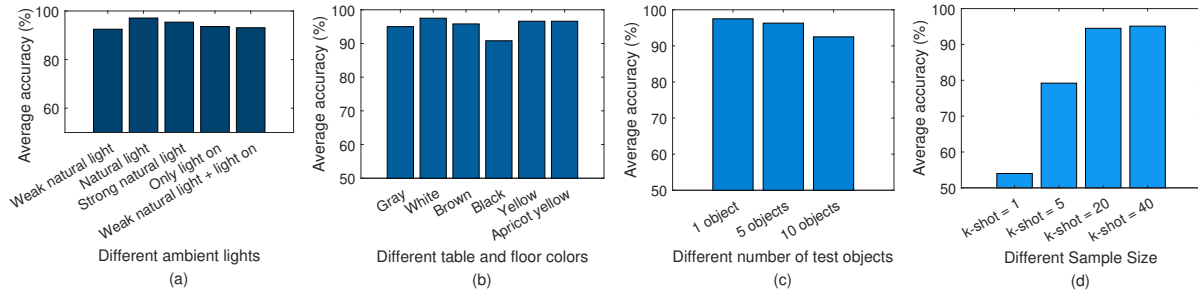 Average accuracy (%)
100
80
60
Weak natural light
Natural light
Strong natural light
Only light on
Weak natural light + light on
Different ambient lights
(a)
Average accuracy (%)
100
90
80
70
60
50
Gray
White
Brown
Black
Yellow
Apricot yellow
Different table and floor colors
(b)
Average accuracy (%)
100
90
80
70
60
50
1 object
5 objects
10 objects
Different number of test objects
(c)
Average accuracy (%)
100
90
80
70
60
50
k-shot = 1
k-shot = 5
k-shot = 20
k-shot = 40
Different Sample Size
(d)